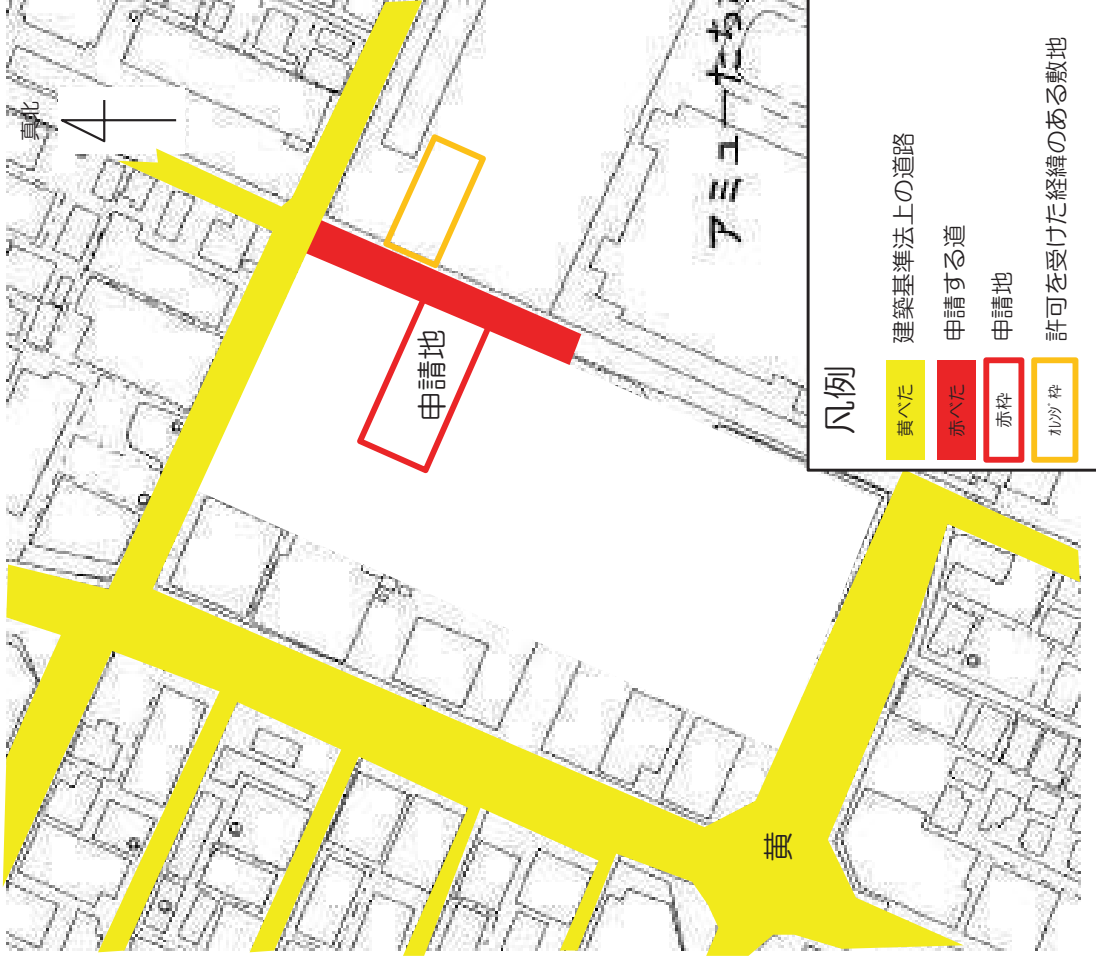 真北
アミューたち
申請地
黄
凡例
黄べた 建築基準法上の道路
赤べた 申請する道
赤枠 申請地
ｵﾚﾝｼﾞ枠 許可を受けた経緯のある敷地